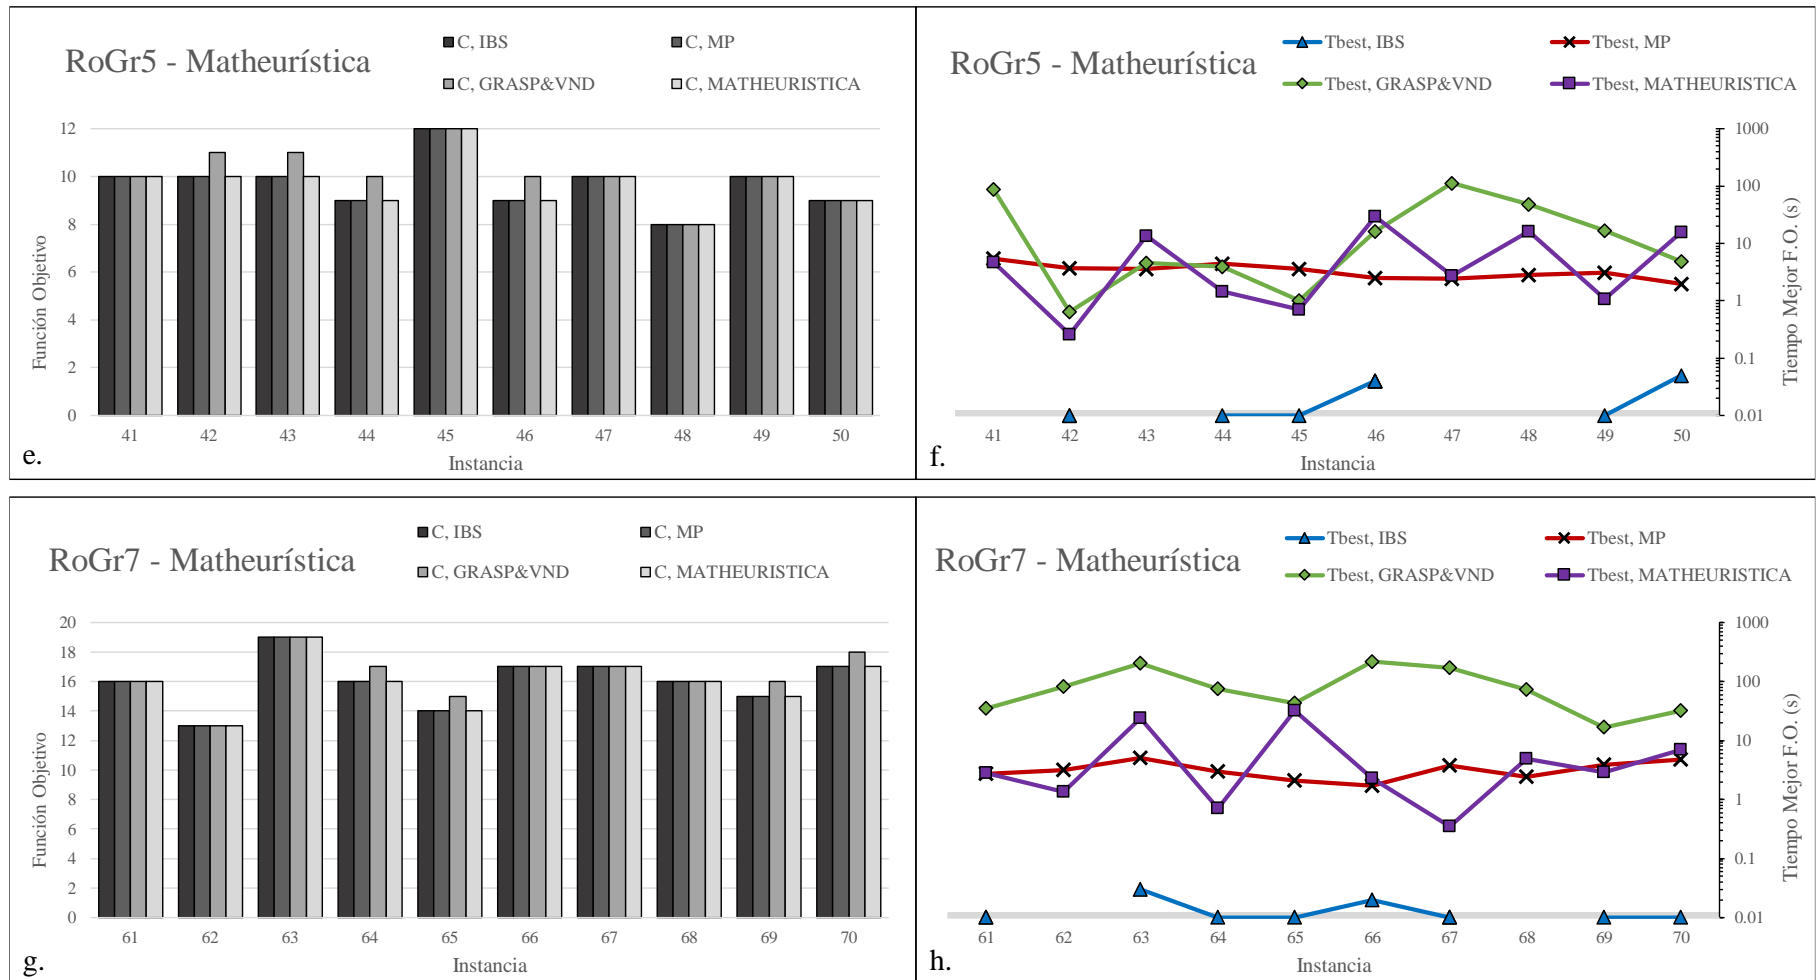 RoGr5 - Matheurística
C, IBS
C, MP
C, GRASP&VND
C, MATHEURISTICA
12
10
8
6
4
2
0
Función Objetivo
41 42 43 44 45 46 47 48 49 50
Instancia
e.
RoGr5 - Matheurística
Tbest, IBS
Tbest, MP
Tbest, GRASP&VND
Tbest, MATHEURISTICA
1000
100
10
1
0.1
0.01
Tiempo Mejor F.O. (s)
41 42 43 44 45 46 47 48 49 50
Instancia
f.
RoGr7 - Matheurística
C, IBS
C, MP
C, GRASP&VND
C, MATHEURISTICA
20
18
16
14
12
10
8
6
4
2
0
Función Objetivo
61 62 63 64 65 66 67 68 69 70
Instancia
g.
RoGr7 - Matheurística
Tbest, IBS
Tbest, MP
Tbest, GRASP&VND
Tbest, MATHEURISTICA
1000
100
10
1
0.1
0.01
Tiempo Mejor F.O. (s)
61 62 63 64 65 66 67 68 69 70
Instancia
h.